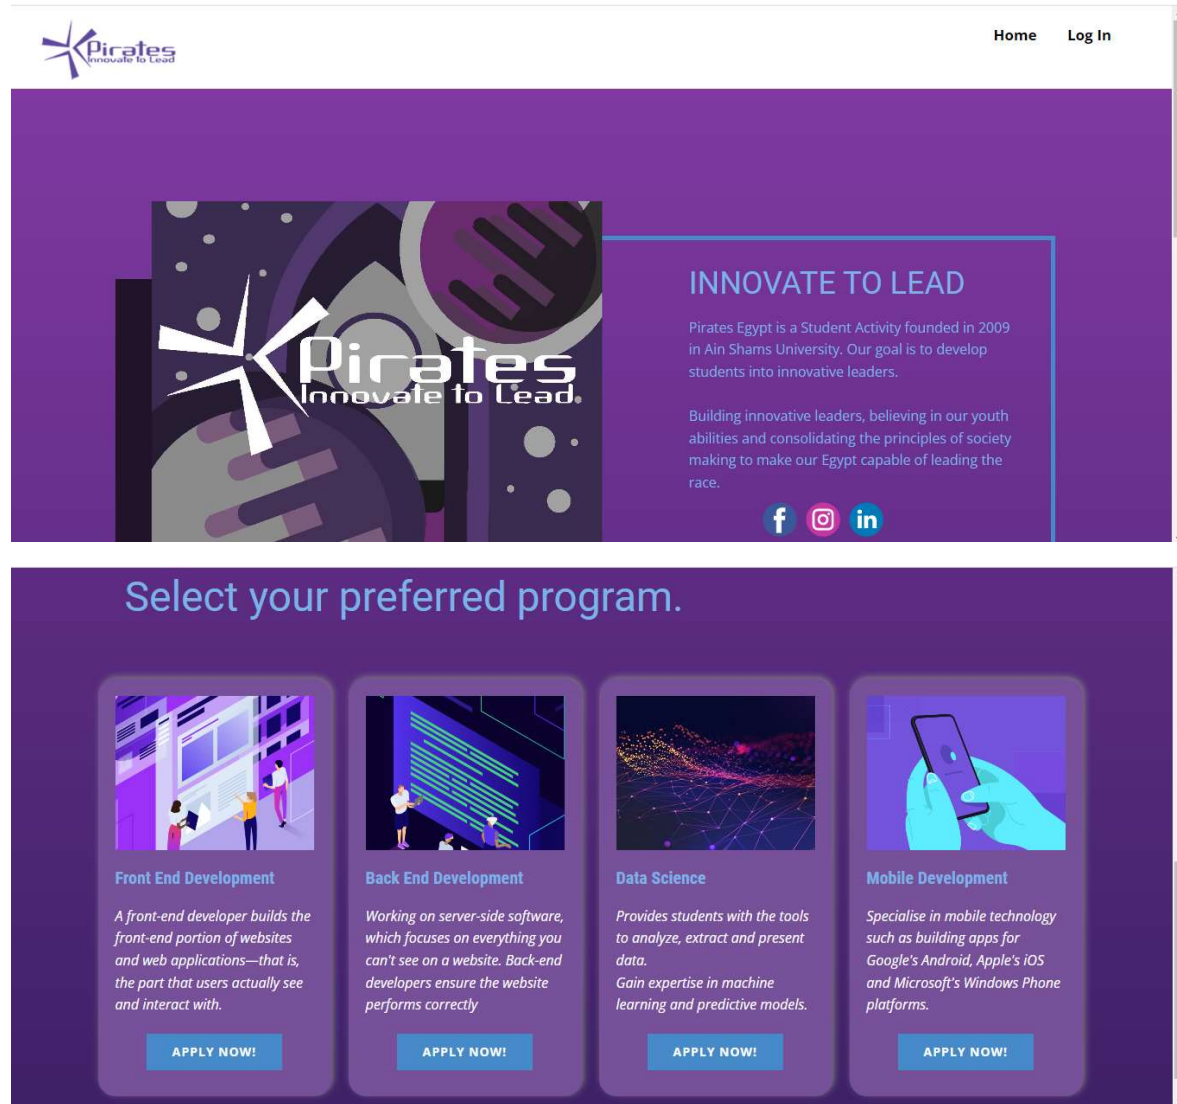 Pirates
Innovate to Lead
Home Log In
Pirates
Innovate to Lead.
INNOVATE TO LEAD
Pirates Egypt is a Student Activity founded in 2009
in Ain Shams University. Our goal is to develop
students into innovative leaders.
Building innovative leaders, believing in our youth
abilities and consolidating the principles of society
making to make our Egypt capable of leading the
race.
Select your preferred program.
Front End Development
A front-end developer builds the
front-end portion of websites
and web applications—that is,
the part that users actually see
and interact with.
APPLY NOW!
Back End Development
Working on server-side software,
which focuses on everything you
can't see on a website. Back-end
developers ensure the website
performs correctly
APPLY NOW!
Data Science
Provides students with the tools
to analyze, extract and present
data.
Gain expertise in machine
learning and predictive models.
APPLY NOW!
Mobile Development
Specialise in mobile technology
such as building apps for
Google's Android, Apple's iOS
and Microsoft's Windows Phone
platforms.
APPLY NOW!